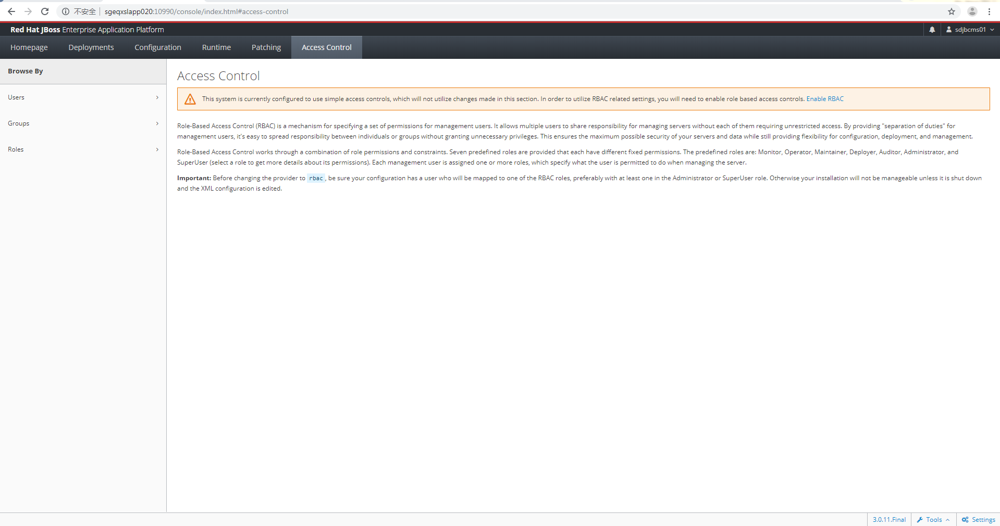 不安全 sgeqxslapp020:10990/console/index.html#access-control
Red Hat JBoss Enterprise Application Platform
sdjbcms01
Homepage Deployments Configuration Runtime Patching Access Control
Browse By
Users
Groups
Roles
Access Control
This system is currently configured to use simple access controls, which will not utilize changes made in this section. In order to utilize RBAC related settings, you will need to enable role based access controls. Enable RBAC
Role-Based Access Control (RBAC) is a mechanism for specifying a set of permissions for management users. It allows multiple users to share responsibility for managing servers without each of them requiring unrestricted access. By providing "separation of duties" for
management users, it's easy to spread responsibility between individuals or groups without granting unnecessary privileges. This ensures the maximum possible security of your servers and data while still providing flexibility for configuration, deployment, and management.
Role-Based Access Control works through a combination of role permissions and constraints. Seven predefined roles are provided that each have different fixed permissions. The predefined roles are: Monitor, Operator, Maintainer, Deployer, Auditor, Administrator, and
SuperUser (select a role to get more details about its permissions). Each management user is assigned one or more roles, which specify what the user is permitted to do when managing the server.
Important: Before changing the provider to rbac, be sure your configuration has a user who will be mapped to one of the RBAC roles, preferably with at least one in the Administrator or SuperUser role. Otherwise your installation will not be manageable unless it is shut down
and the XML configuration is edited.
3.0.11.Final Tools Settings